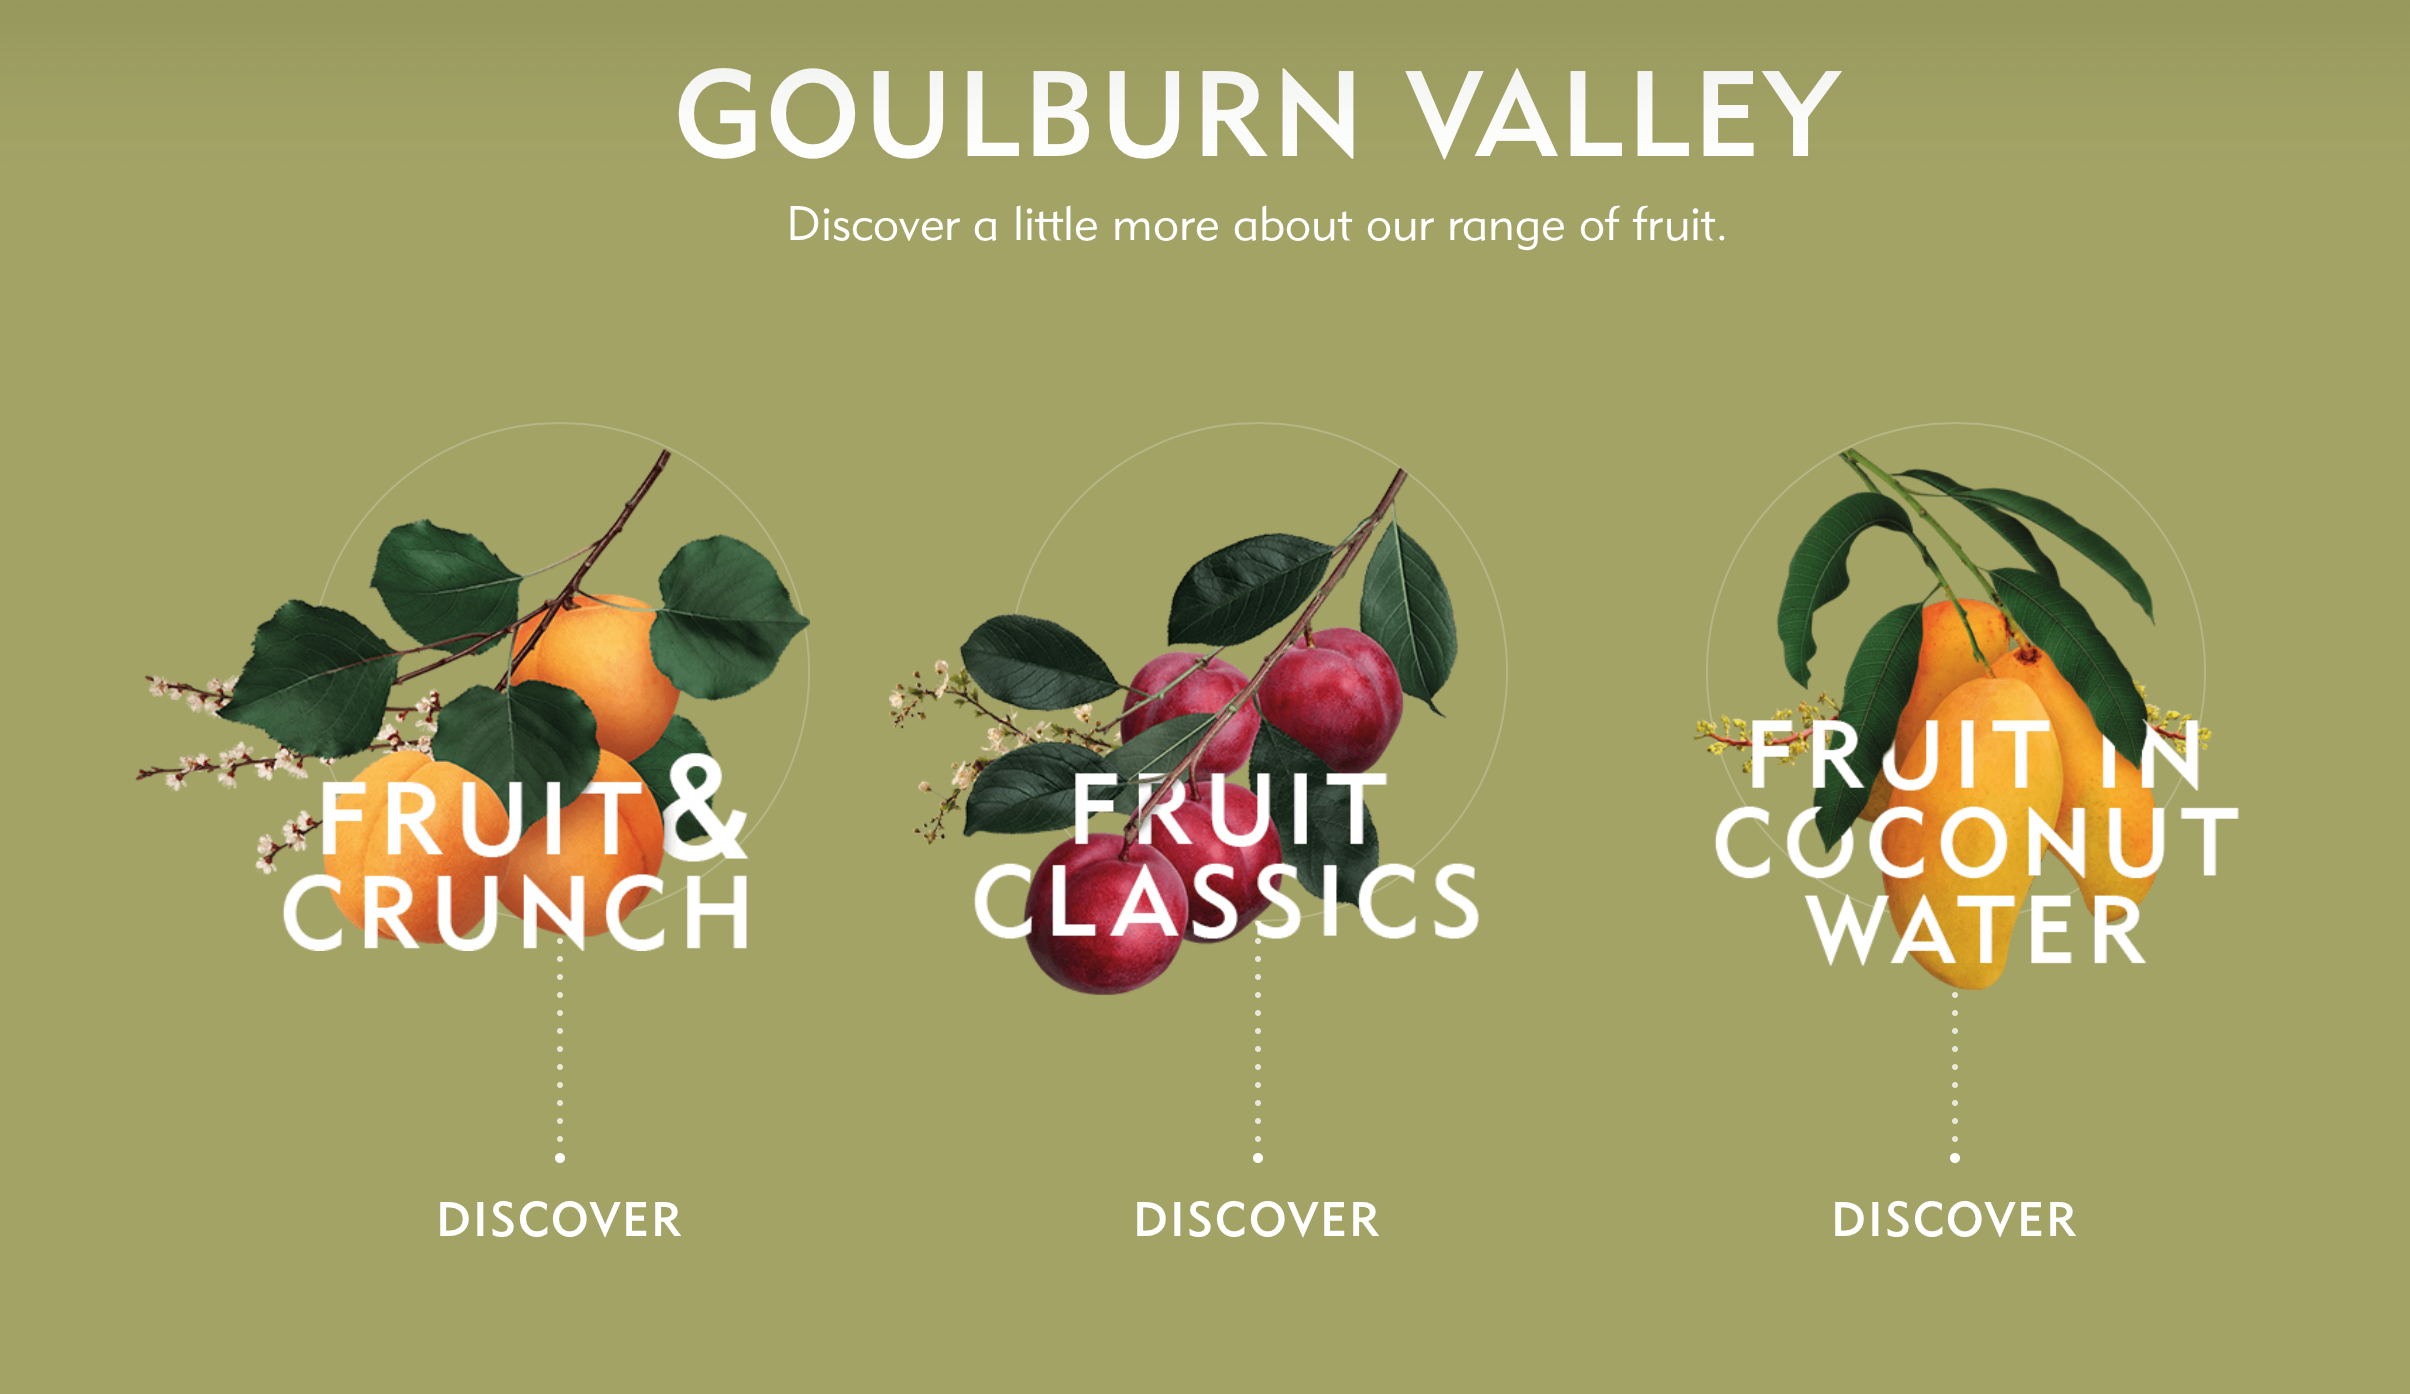 GOULBURN VALLEY
Discover a little more about our range of fruit.
FRUIT &
CRUNCH
DISCOVER
FRUIT
CLASSICS
DISCOVER
FRUIT IN
COCONUT
WATER
DISCOVER